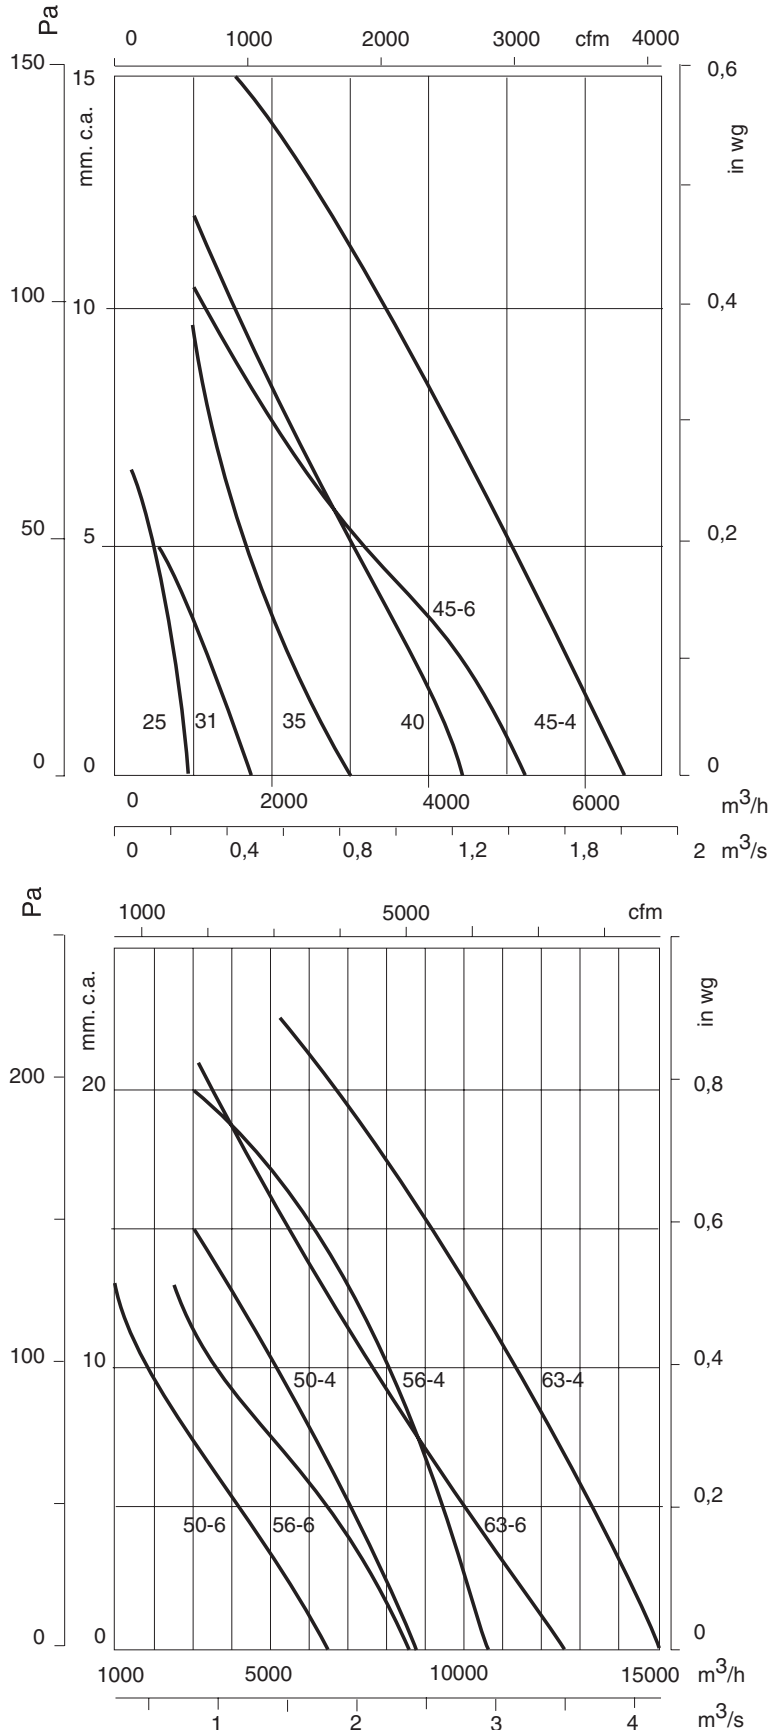 Pa
0 1000 2000 3000 cfm 4000
150 15 0,6
mm. c.a.
in wg
100 10 0,4
50 5 0,2
45-6
25 31 35 40 45-4
0 0 0
0 2000 4000 6000 m³/h
0 0,4 0,8 1,2 1,8 2 m³/s
Pa
1000 5000 cfm
mm. c.a.
in wg
200 20 0,8
0,6
100 10 0,4
50-4 56-4 63-4
0,2
50-6 56-6 63-6
0 0 0
1000 5000 10000 15000 m³/h
1 2 3 4 m³/s